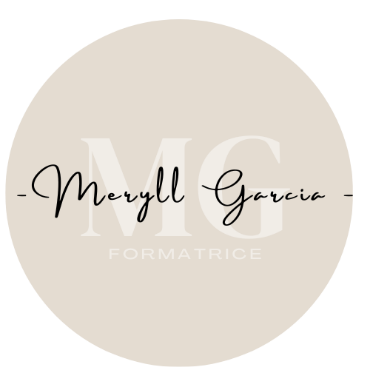 MG
- Meryll Garcia -
FORMATRICE